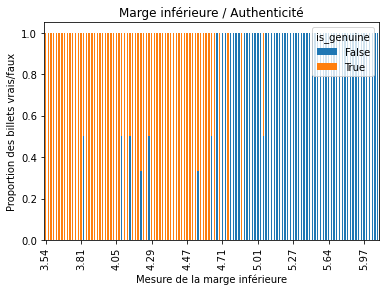 Marge inférieure / Authenticité
is_genuine
False
True
Proportion des billets vrais/faux
1.0
0.8
0.6
0.4
0.2
0.0
3.54
3.81
4.05
4.29
4.47
4.71
5.01
5.27
5.64
5.97
Mesure de la marge inférieure